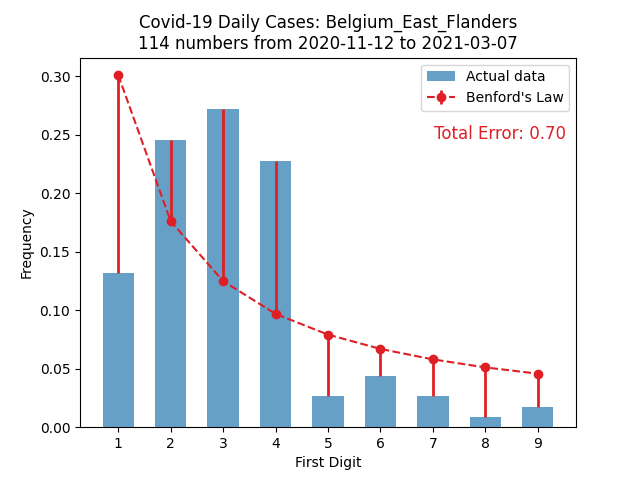 Covid-19 Daily Cases: Belgium_East_Flanders
114 numbers from 2020-11-12 to 2021-03-07
Actual data
Benford's Law
Total Error: 0.70
Frequency
0.30
0.25
0.20
0.15
0.10
0.05
0.00
1 2 3 4 5 6 7 8 9
First Digit